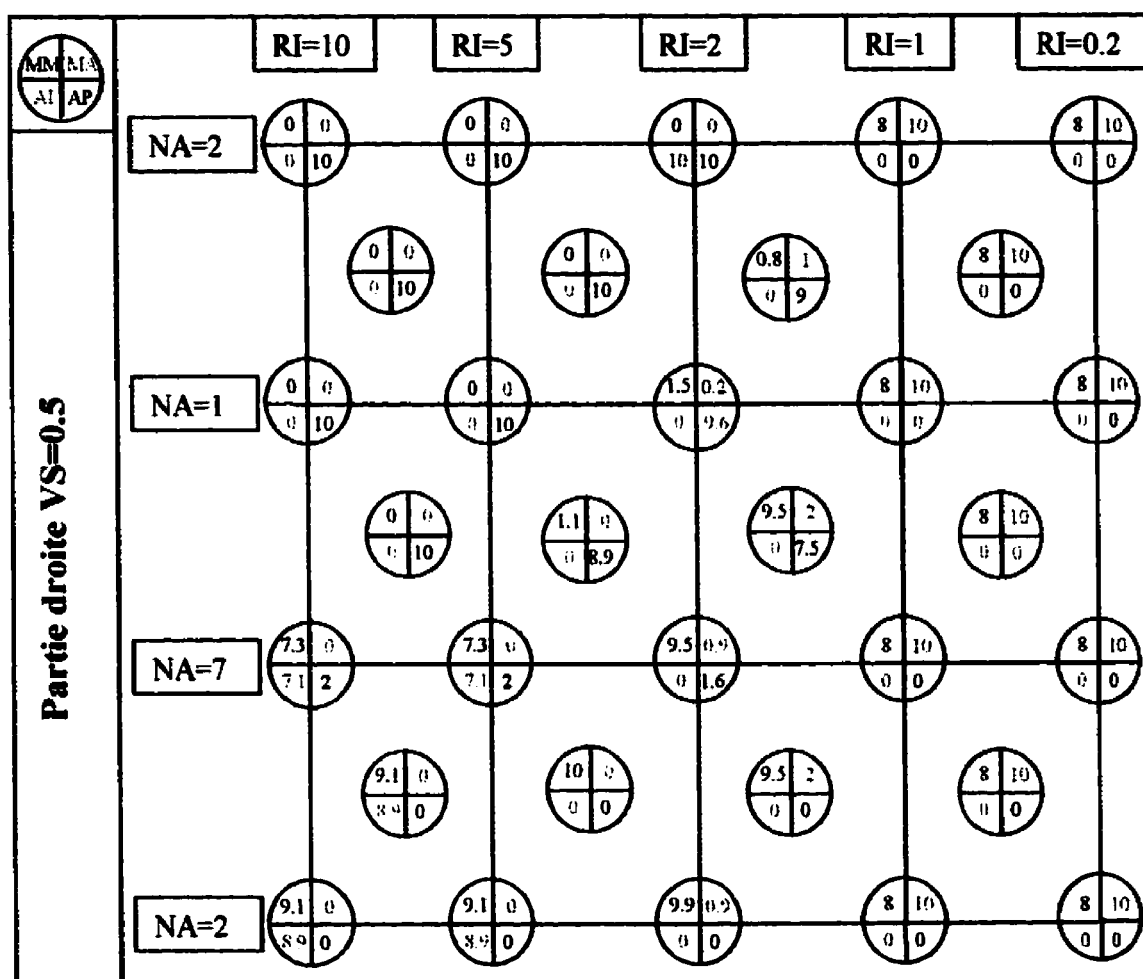 RI=10 RI=5 RI=2 RI=1 RI=0.2
MM MA
AI AP
NA=2
0 0 0 0 0 0 8 10 8 10
0 10 0 10 10 10 0 0 0 0
0 0 0 0 0.8 1 8 10
0 10 0 10 0 9 0 0
NA=1
0 0 0 0 1.5 0.2 8 10 8 10
0 10 0 10 0 9.6 0 0 0 0
Partie droite VS=0.5
0 0 1.1 0 9.5 2 8 10
0 10 0 8.9 0 7.5 0 0
NA=7
7.3 0 7.3 0 9.5 0.9 8 10 8 10
7.1 2 7.1 2 0 1.6 0 0 0 0
9.1 0 10 0 9.5 2 8 10
8.9 0 0 0 0 0 0 0
NA=2
9.1 0 9.1 0 9.9 0.9 8 10 8 10
8.9 0 8.9 0 0 0 0 0 0 0